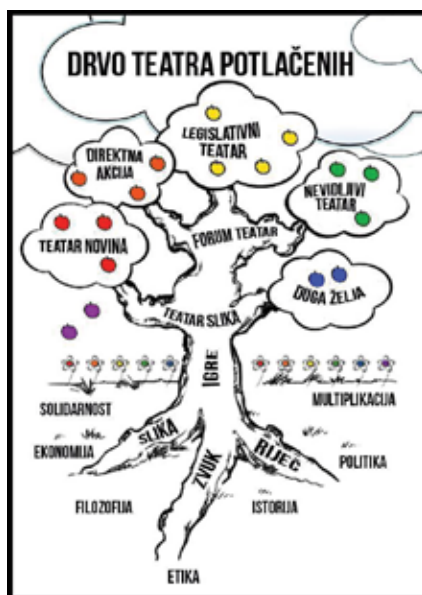 DRVO TEATRA POTLAČENIH
LEGISLATIVNI
TEATAR
DIREKTNA
AKCIJA
NEVIDLJIVI
TEATAR
TEATAR NOVINA
FORUM TEATAR
DUGA ŽELJA
TEATAR SLIKA
IGRE
SOLIDARNOST
MULTIPLIKACIJA
EKONOMIJA
SLIKA
ZVUK
RIJEČ
POLITIKA
FILOZOFIJA
ISTORIJA
ETIKA